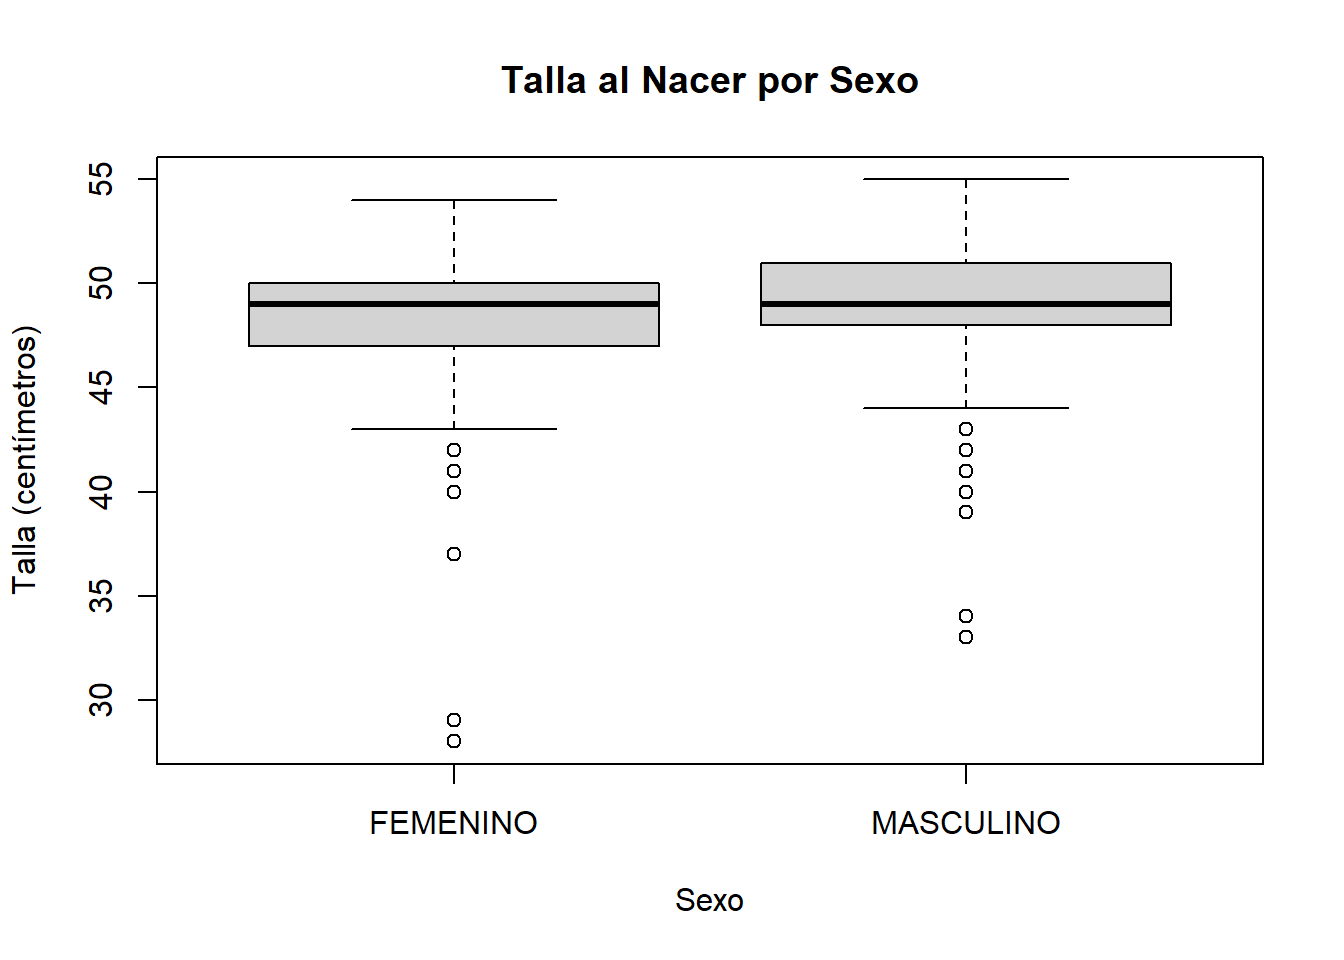 Talla al Nacer por Sexo
Talla (centímetros)
55
50
45
40
35
30
FEMENINO
MASCULINO
Sexo